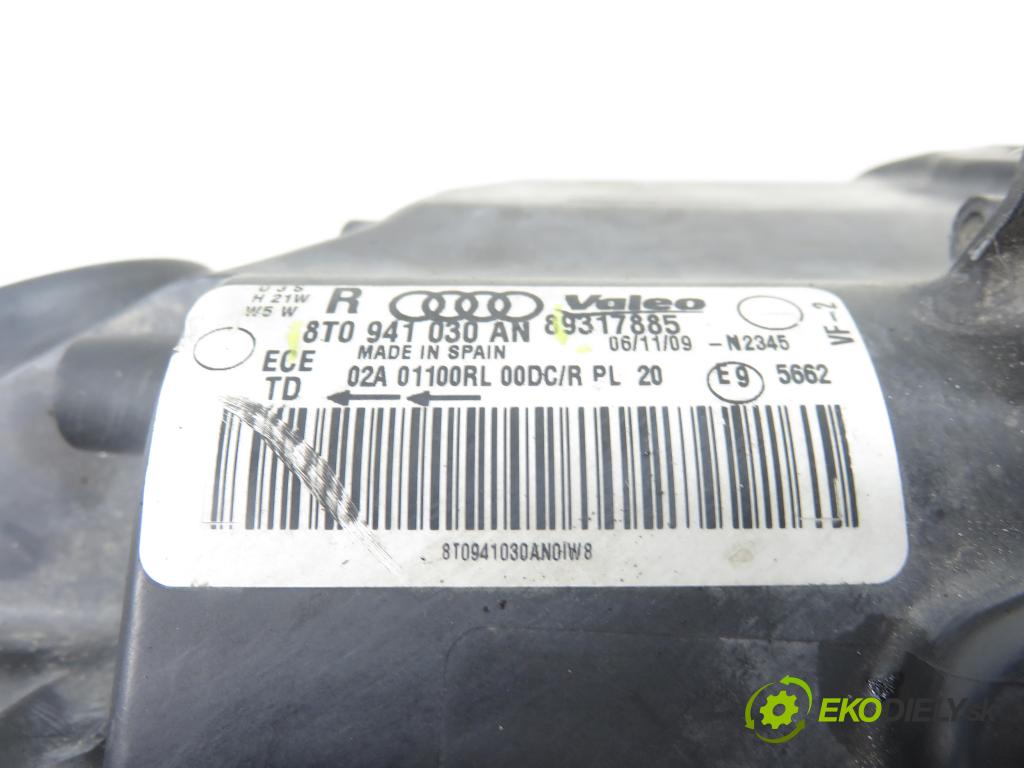 R Valeo
H 21W
W5 W
8T0 941 030 AN 89317885
MADE IN SPAIN 06/11/09 -N2345
VF-2
ECE
TD
02A 01100RL 00DC/R PL 20 E9 5662
8T0941030AN0IW8
EKODIELY.sk